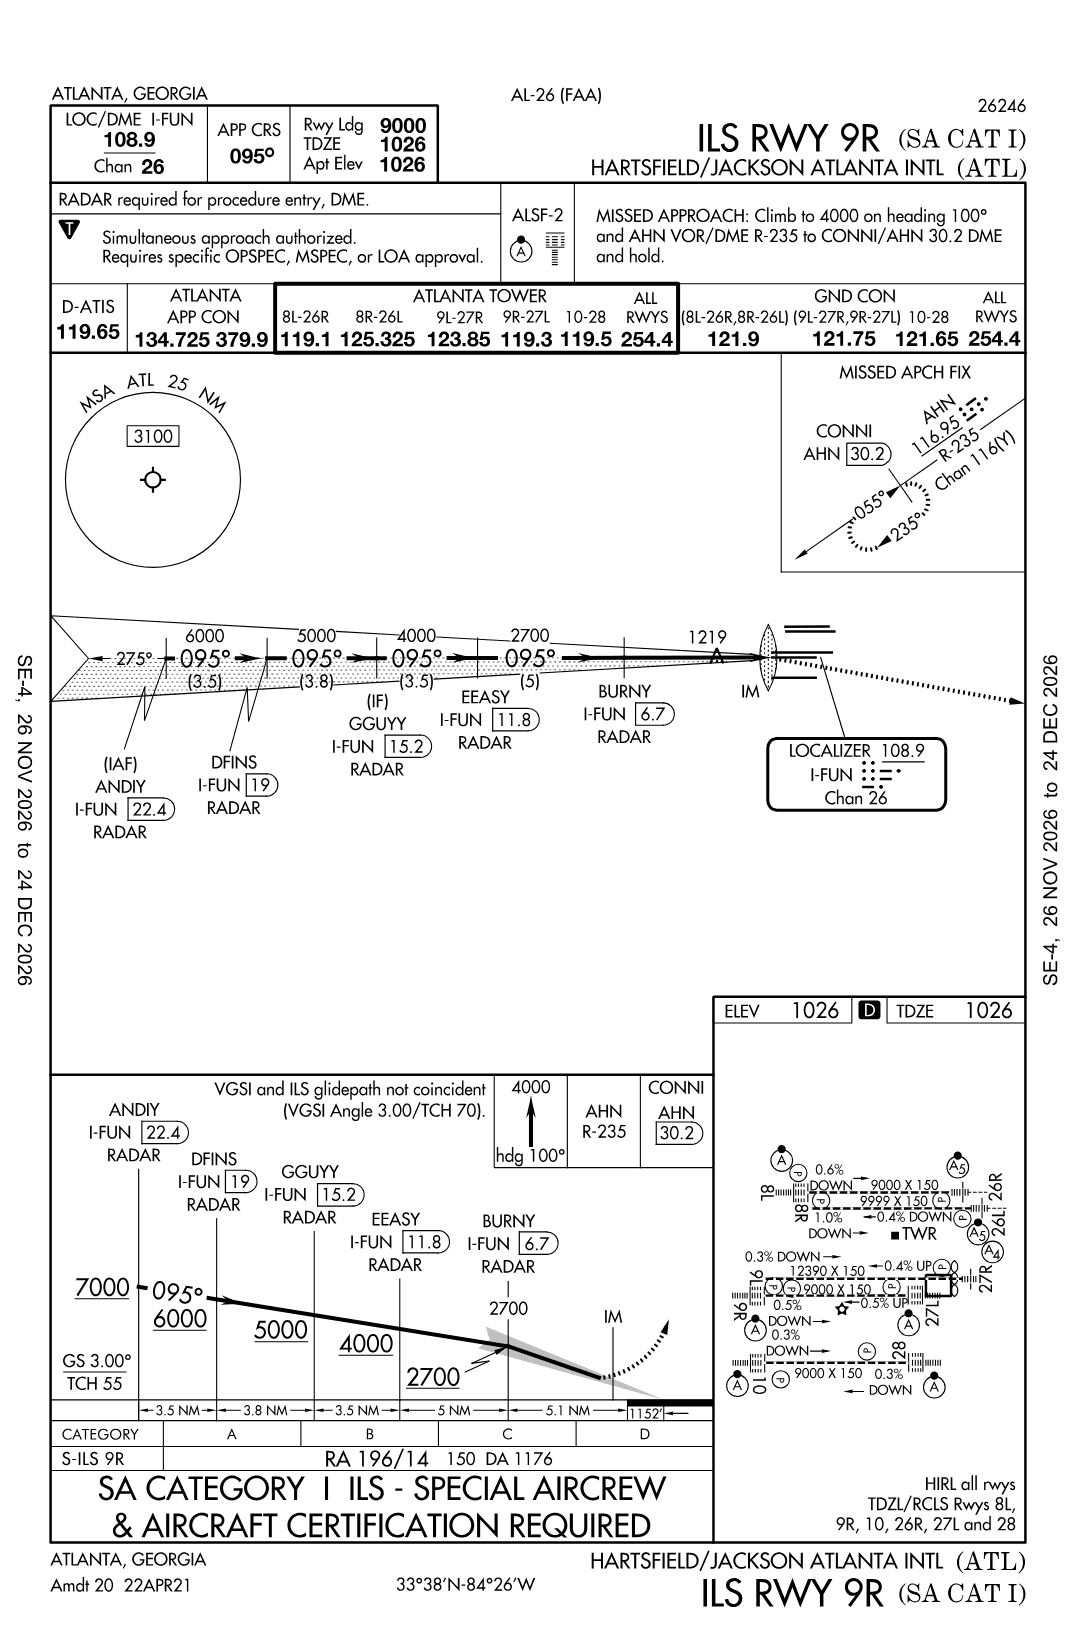 ATLANTA, GEORGIA
AL-26 (FAA)
26246
LOC/DME I-FUN
108.9
Chan 26
APP CRS
095°
Rwy Ldg 9000
TDZE 1026
Apt Elev 1026
ILS RWY 9R (SA CAT I)
HARTSFIELD/JACKSON ATLANTA INTL (ATL)
RADAR required for procedure entry, DME.
T
Simultaneous approach authorized.
Requires specific OPSPEC, MSPEC, or LOA approval.
ALSF-2
A
MISSED APPROACH: Climb to 4000 on heading 100°
and AHN VOR/DME R-235 to CONNI/AHN 30.2 DME
and hold.
D-ATIS
119.65
ATLANTA
APP CON
134.725 379.9
ATLANTA TOWER
8L-26R 8R-26L 9L-27R 9R-27L 10-28 ALL RWYS
119.1 125.325 123.85 119.3 119.5 254.4
GND CON
(8L-26R,8R-26L) (9L-27R,9R-27L) 10-28 ALL RWYS
121.9 121.75 121.65 254.4
MSA ATL 25 NM
3100
MISSED APCH FIX
CONNI
AHN 30.2
AHN
116.95
R-235
Chan 116(Y)
055°
235°
6000 5000 4000 2700
1219
275° 095° 095° 095° 095°
(3.5) (3.8) (3.5) (5)
IM
(IAF)
ANDIY
I-FUN 22.4
RADAR
DFINS
I-FUN 19
RADAR
(IF)
GGUYY
I-FUN 15.2
RADAR
EEASY
I-FUN 11.8
RADAR
BURNY
I-FUN 6.7
LOCALIZER 108.9
I-FUN
Chan 26
SE-4, 26 NOV 2026 to 24 DEC 2026
SE-4, 26 NOV 2026 to 24 DEC 2026
ELEV 1026
D
TDZE 1026
VGSI and ILS glidepath not coincident
(VGSI Angle 3.00/TCH 70).
4000
hdg 100°
AHN
R-235
CONNI
AHN
30.2
ANDIY
I-FUN 22.4
RADAR
DFINS
I-FUN 19
RADAR
GGUYY
I-FUN 15.2
RADAR
EEASY
I-FUN 11.8
RADAR
BURNY
I-FUN 6.7
RADAR
7000
095°
6000
5000
4000
2700
2700
IM
GS 3.00°
TCH 55
3.5 NM 3.8 NM 3.5 NM 5 NM 5.1 NM 1152'
CATEGORY A B C D
S-ILS 9R RA 196/14 150 DA 1176
SA CATEGORY I ILS - SPECIAL AIRCREW
& AIRCRAFT CERTIFICATION REQUIRED
A
P
0.6%
DOWN
9000 X 150
A5
8L
26R
P
9999 X 150
P
8R
1.0%
DOWN
0.4% DOWN
P
26L
A5
TWR
A4
0.3% DOWN
0.4% UP
P
9L
12390 X 150
27R
P
P
9000 X 150
P
9R
0.5%
DOWN
0.5% UP
27L
A
A
0.3%
DOWN
P
28
10
P
9000 X 150
0.3%
DOWN
A
A
HIRL all rwys
TDZL/RCLS Rwys 8L,
9R, 10, 26R, 27L and 28
ATLANTA, GEORGIA
Amdt 20 22APR21
33°38'N-84°26'W
HARTSFIELD/JACKSON ATLANTA INTL (ATL)
ILS RWY 9R (SA CAT I)